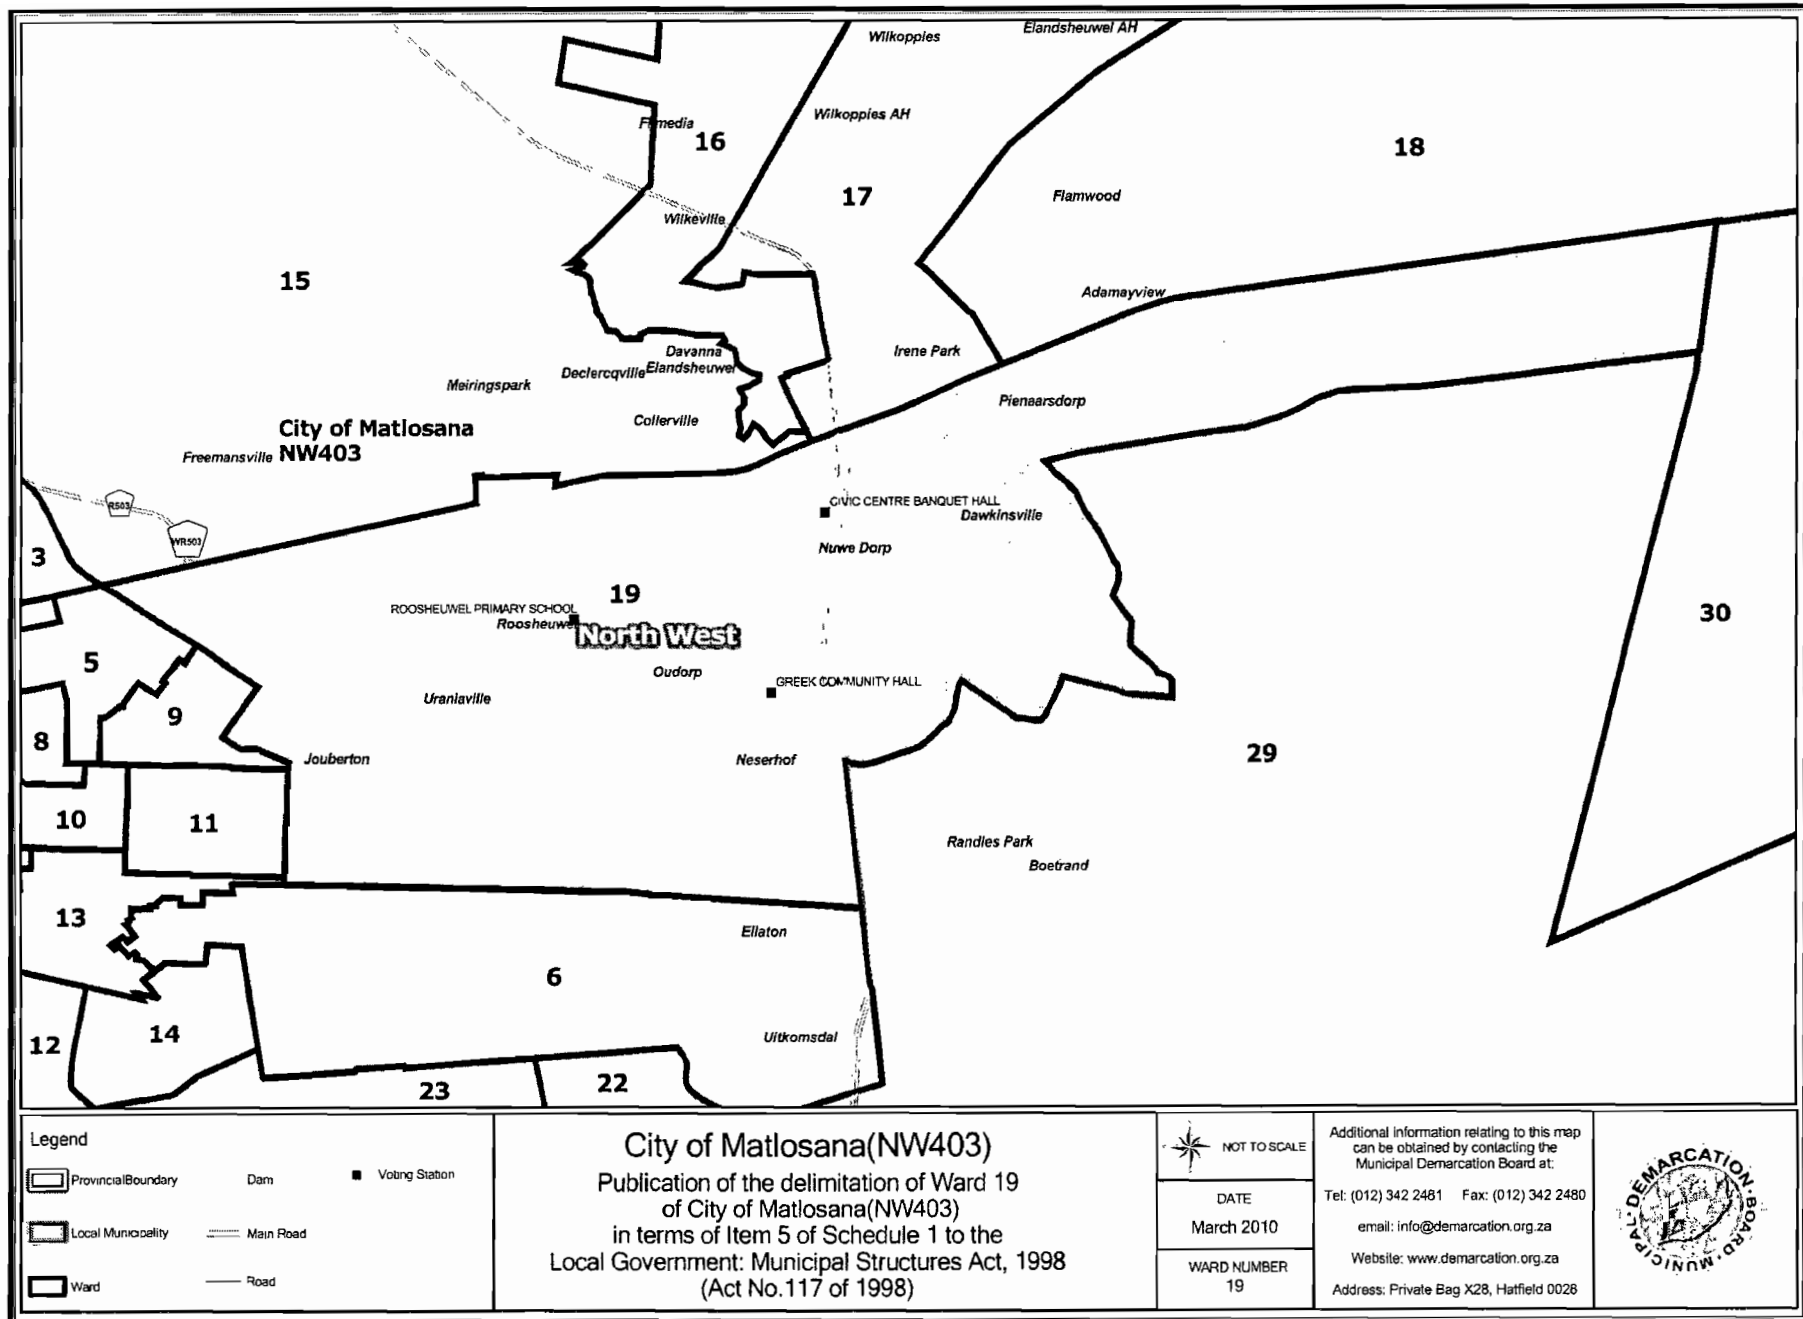 Wilkoppies
Elandsheuwel AH
Wilkoppies AH
16
18
17
Flamwood
Wilkeville
15
Adamayview
Irene Park
Davanna
Declercqville
Elandsheuwel
Meiringspark
Pienaarsdorp
Collerville
City of Matlosana
NW403
Freemansville
R503
WR503
CIVIC CENTRE BANQUET HALL
Dawkinsville
Nuwe Dorp
3
19
ROOSHEUWEL PRIMARY SCHOOL
Roosheuwel
North West
30
5
Oudorp
GREEK COMMUNITY HALL
Uraniaville
9
8
Jouberton
Neserhof
29
10
11
Randles Park
Boetrand
13
Ellaton
6
14
12
Uitkomsdal
23
22
Legend
ProvincialBoundary
Dam
Voting Station
Local Municipality
Main Road
Ward
Road
City of Matlosana(NW403)
Publication of the delimitation of Ward 19
of City of Matlosana(NW403)
in terms of Item 5 of Schedule 1 to the
Local Government: Municipal Structures Act, 1998
(Act No.117 of 1998)
NOT TO SCALE
DATE
March 2010
WARD NUMBER
19
Additional information relating to this map
can be obtained by contacting the
Municipal Demarcation Board at:
Tel: (012) 342 2481 Fax: (012) 342 2480
email: info@demarcation.org.za
Website: www.demarcation.org.za
Address: Private Bag X28, Hatfield 0028
MUNICIPAL · DEMARCATION · BOARD ·